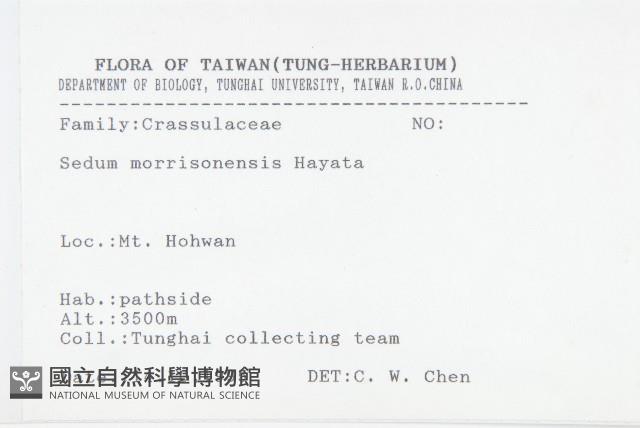 FLORA OF TAIWAN(TUNG-HERBARIUM)
DEPARTMENT OF BIOLOGY, TUNGHAI UNIVERSITY, TAIWAN R.O.CHINA
Family:Crassulaceae NO:
Sedum morrisonensis Hayata
Loc.:Mt. Hohwan
Hab.:pathside
Alt.:3500m
Coll.:Tunghai collecting team
DET:C. W. Chen
國立自然科學博物館
NATIONAL MUSEUM OF NATURAL SCIENCE